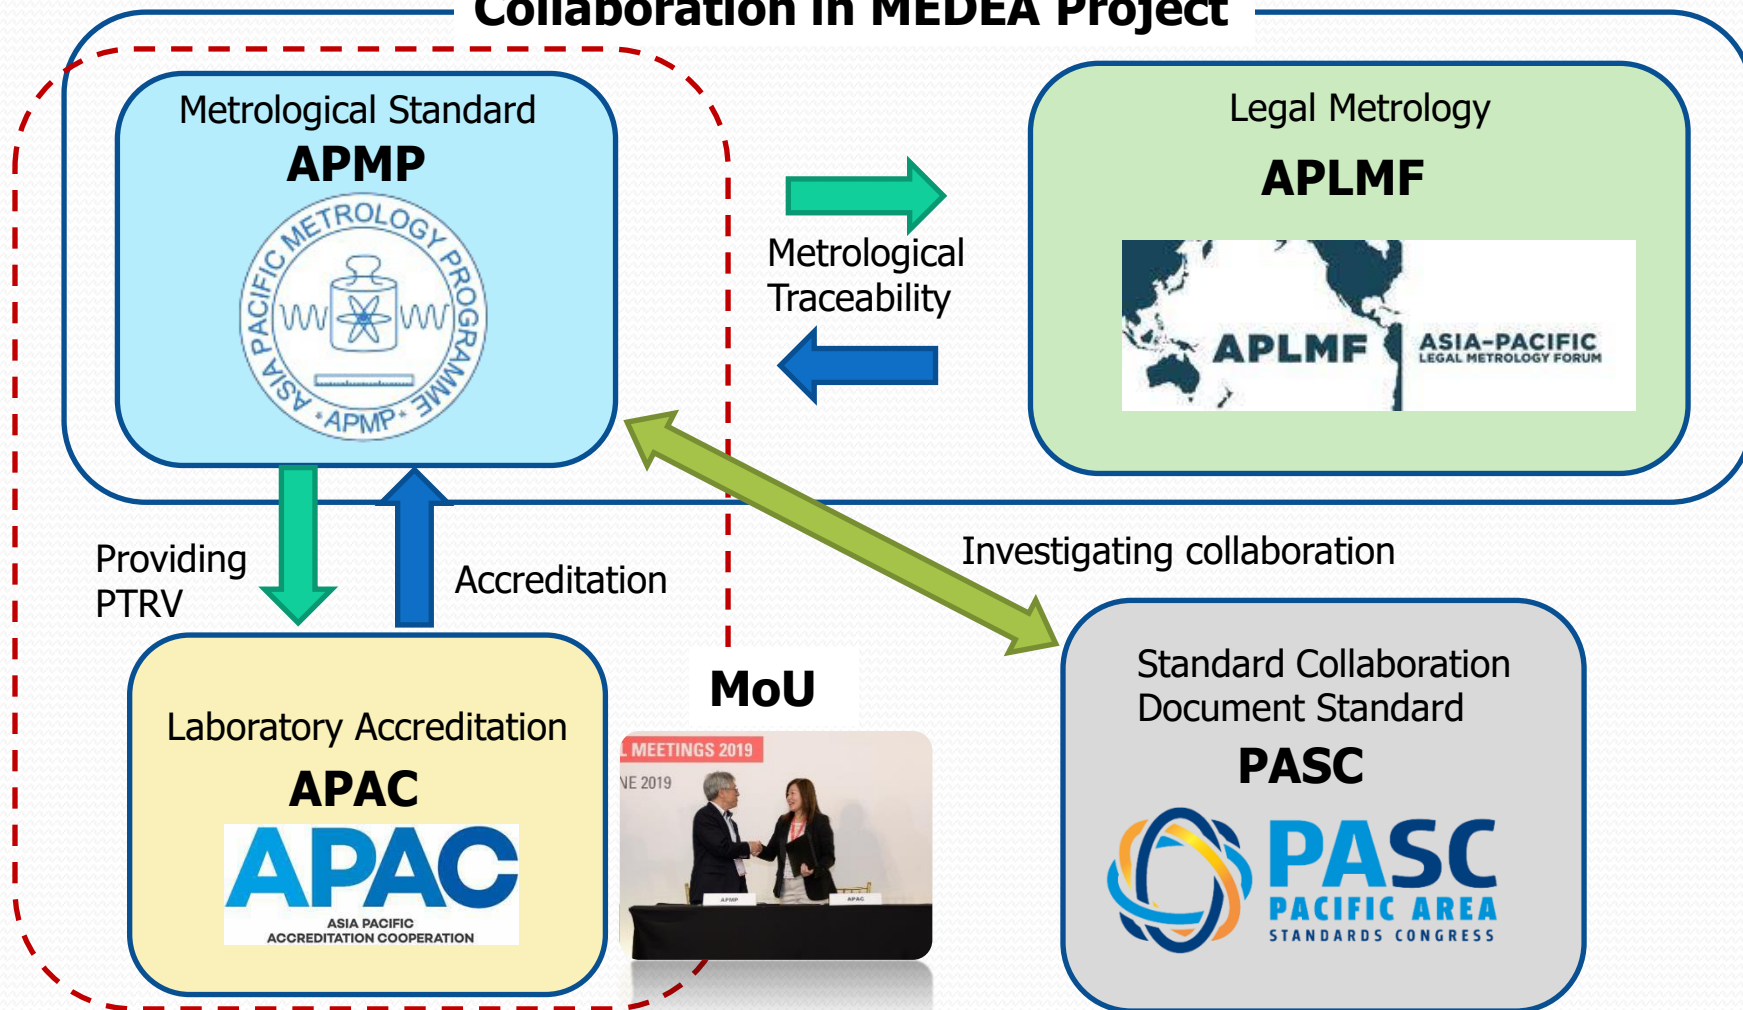 Collaboration in MEDEA Project
Metrological Standard
APMP
ASIA PACIFIC METROLOGY PROGRAMME
*APMP*
Metrological
Traceability
Legal Metrology
APLMF
APLMF
ASIA-PACIFIC
LEGAL METROLOGY FORUM
Providing
PTRV
Accreditation
Investigating collaboration
Laboratory Accreditation
APAC
APAC
ASIA PACIFIC
ACCREDITATION COOPERATION
MoU
L MEETINGS 2019
NE 2019
APMP
APAC
Standard Collaboration
Document Standard
PASC
PASC
PACIFIC AREA
STANDARDS CONGRESS